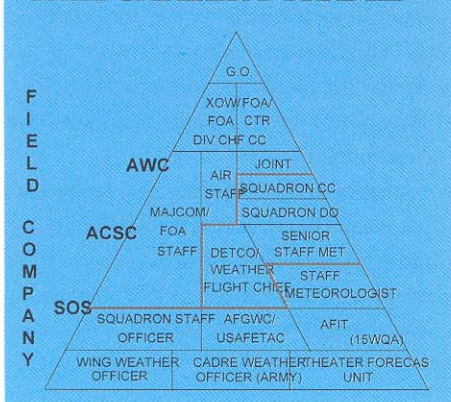 G.O.
XOW/FOA/
FOA CTR
DIV CHF CC
FIELD COMPANY
AWC
AIR
STAFF
JOINT
SQUADRON CC
SQUADRON DO
ACSC
MAJCOM/
FOA
STAFF
SENIOR
STAFF MET
DETCO/
WEATHER
FLIGHT CHIEF
STAFF
METEOROLOGIST
SOS
SQUADRON STAFF
OFFICER
AFGWC/
USAFETAC
AFIT
(15WQA)
WING WEATHER
OFFICER
CADRE WEATHER
OFFICER (ARMY)
THEATER FORECAS
UNIT